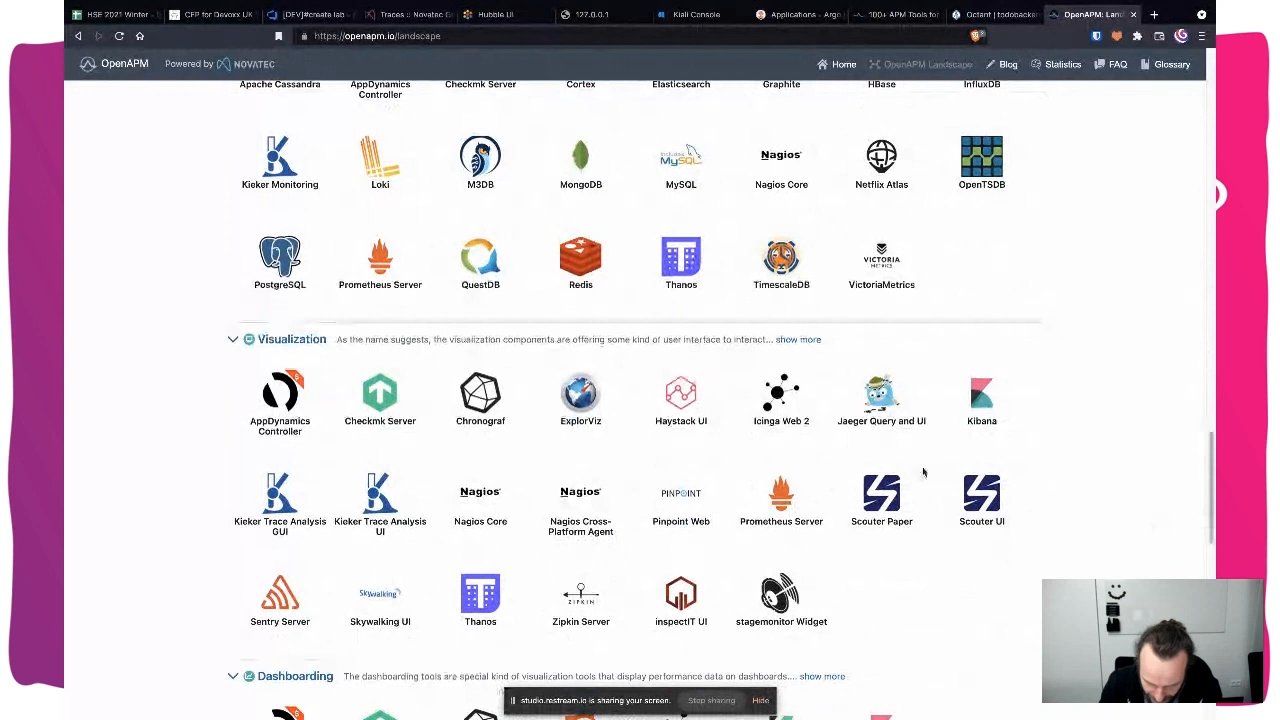 HSE 2021 Winter -
CFP for Devoxx UK
[DEV]#create lab -
Traces :: Novatec G
Hubble UI
127.0.0.1
Kiali Console
Applications - Argo
100+ APM Tools for
Octant | todobacke
OpenAPM: Land
https://openapm.io/landscape
OpenAPM Powered by NOVATEC
Home OpenAPM Landscape Blog Statistics FAQ Glossary
Apache Cassandra AppDynamics Controller Checkmk Server Cortex Elasticsearch Graphite HBase InfluxDB
includes MySQL
Nagios
Kieker Monitoring Loki M3DB MongoDB MySQL Nagios Core Netflix Atlas OpenTSDB
VICTORIA METRICS
PostgreSQL Prometheus Server QuestDB Redis Thanos TimescaleDB VictoriaMetrics
Visualization As the name suggests, the visualization components are offering some kind of user interface to interact... show more
$
AppDynamics Controller Checkmk Server Chronograf ExplorViz Haystack UI Icinga Web 2 Jaeger Query and UI Kibana
Nagios Nagios PINPOINT
Kieker Trace Analysis GUI Kieker Trace Analysis UI Nagios Core Nagios Cross-Platform Agent Pinpoint Web Prometheus Server Scouter Paper Scouter UI
Skywalking ZIPKIN
Sentry Server Skywalking UI Thanos Zipkin Server inspectIT UI stagemonitor Widget
Dashboarding The dashboarding tools are special kind of visualization tools that display performance data on dashboards.... show more
studio.restream.io is sharing your screen. Stop sharing Hide